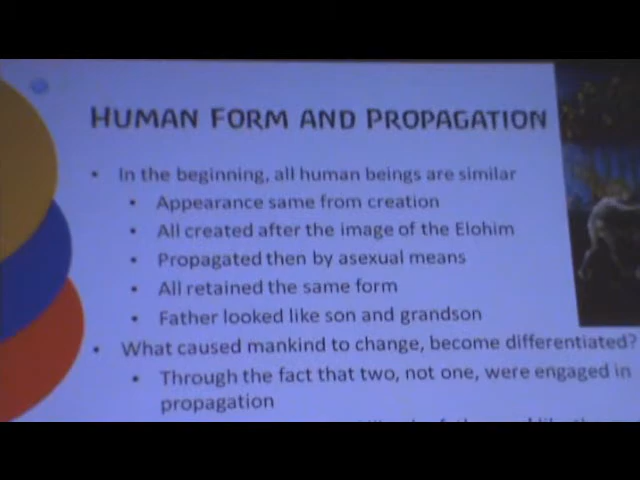 HUMAN FORM AND PROPAGATION
• In the beginning, all human beings are similar
• Appearance same from creation
• All created after the image of the Elohim
• Propagated then by asexual means
• All retained the same form
• Father looked like son and grandson
• What caused mankind to change, become differentiated?
• Through the fact that two, not one, were engaged in
propagation